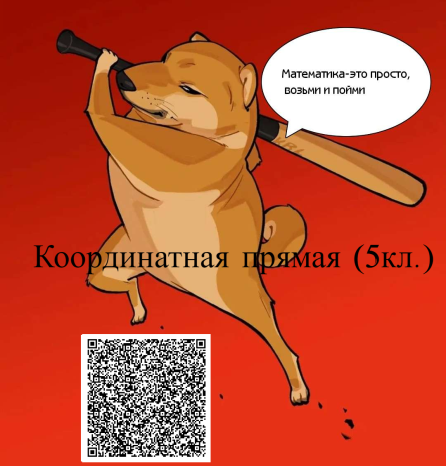 Математика-это просто,
возьми и пойми
Координатная прямая (5кл.)